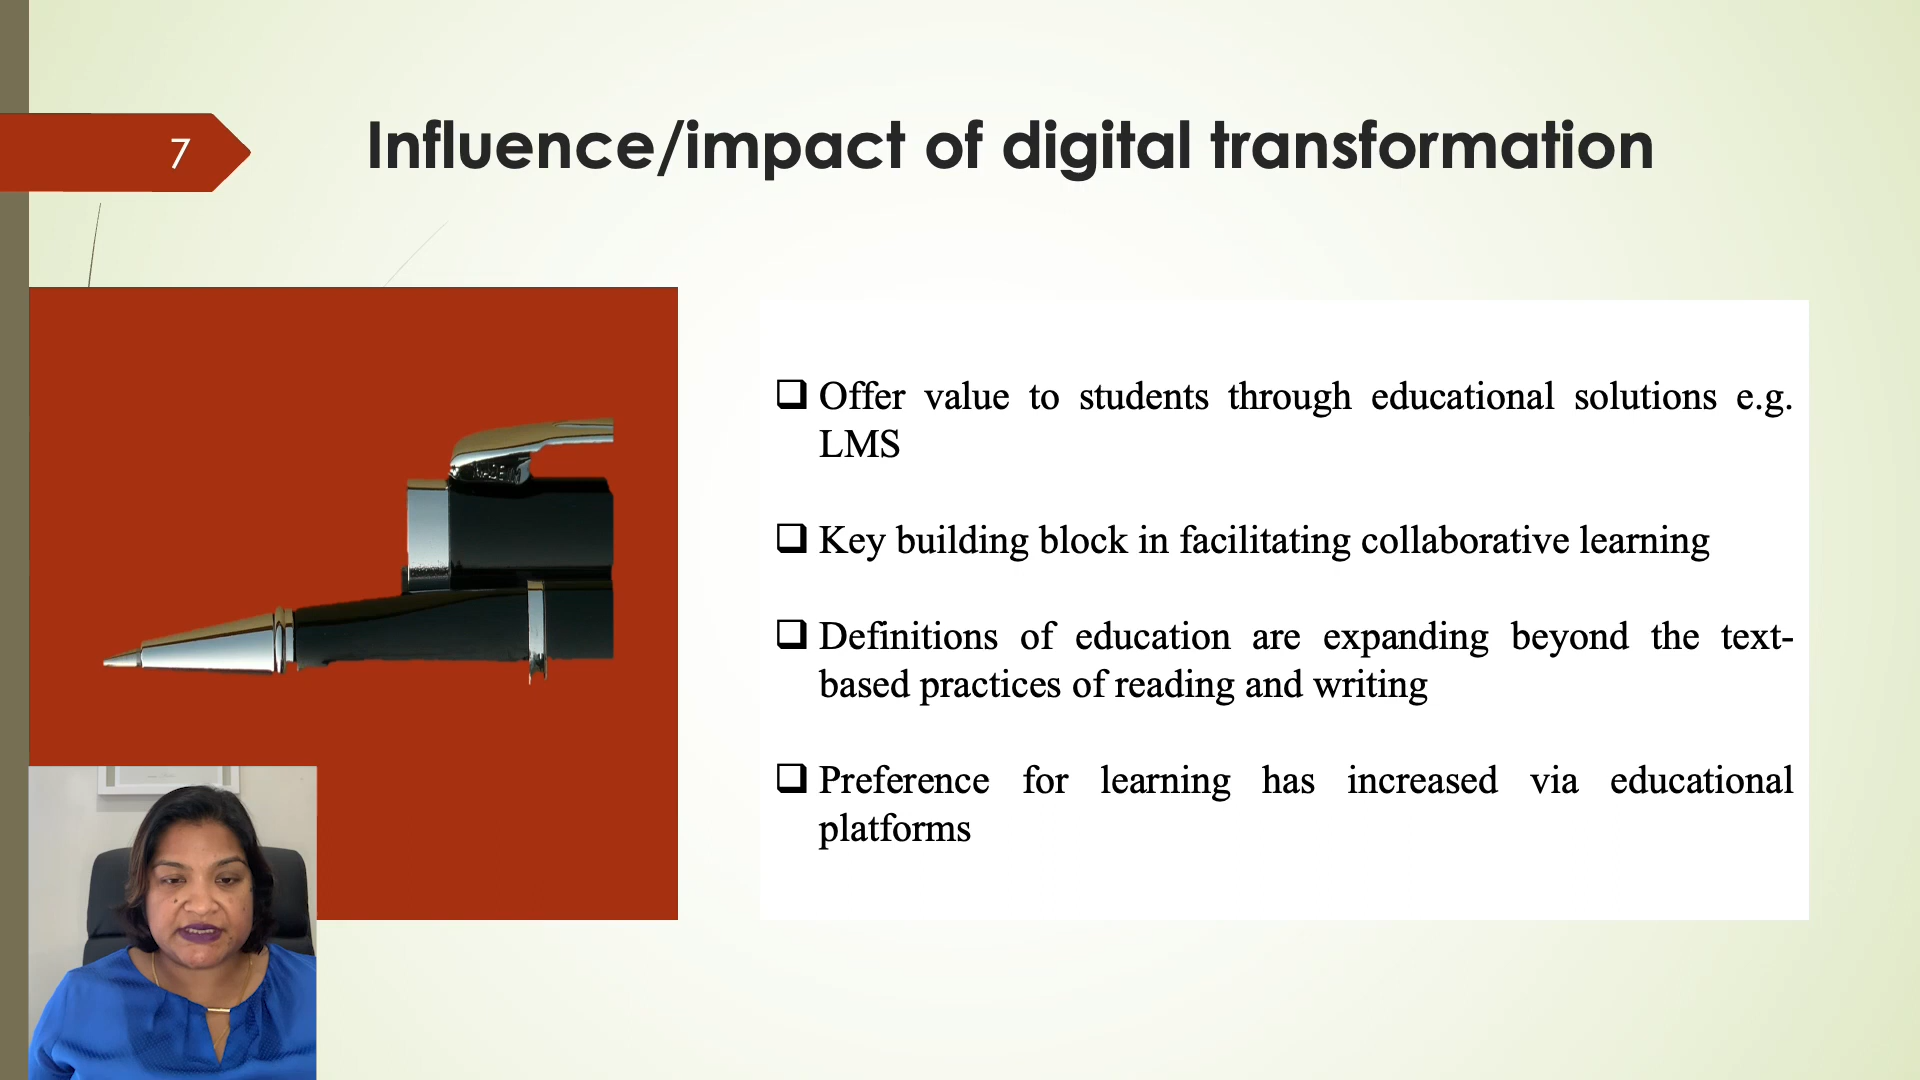 7
Influence/impact of digital transformation
❑ Offer value to students through educational solutions e.g.
LMS
❑ Key building block in facilitating collaborative learning
❑ Definitions of education are expanding beyond the text-
based practices of reading and writing
❑ Preference for learning has increased via educational
platforms